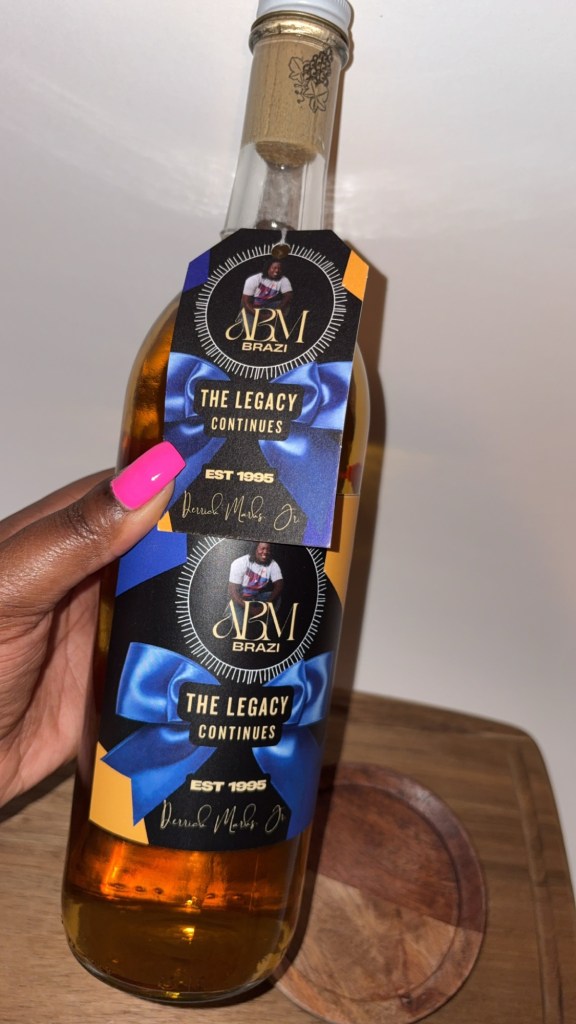 ABM
BRAZI
THE LEGACY
CONTINUES
EST 1995
Derrick Marks, Jr.
ABM
BRAZI
THE LEGACY
CONTINUES
EST 1995
Derrick Marks, Jr.